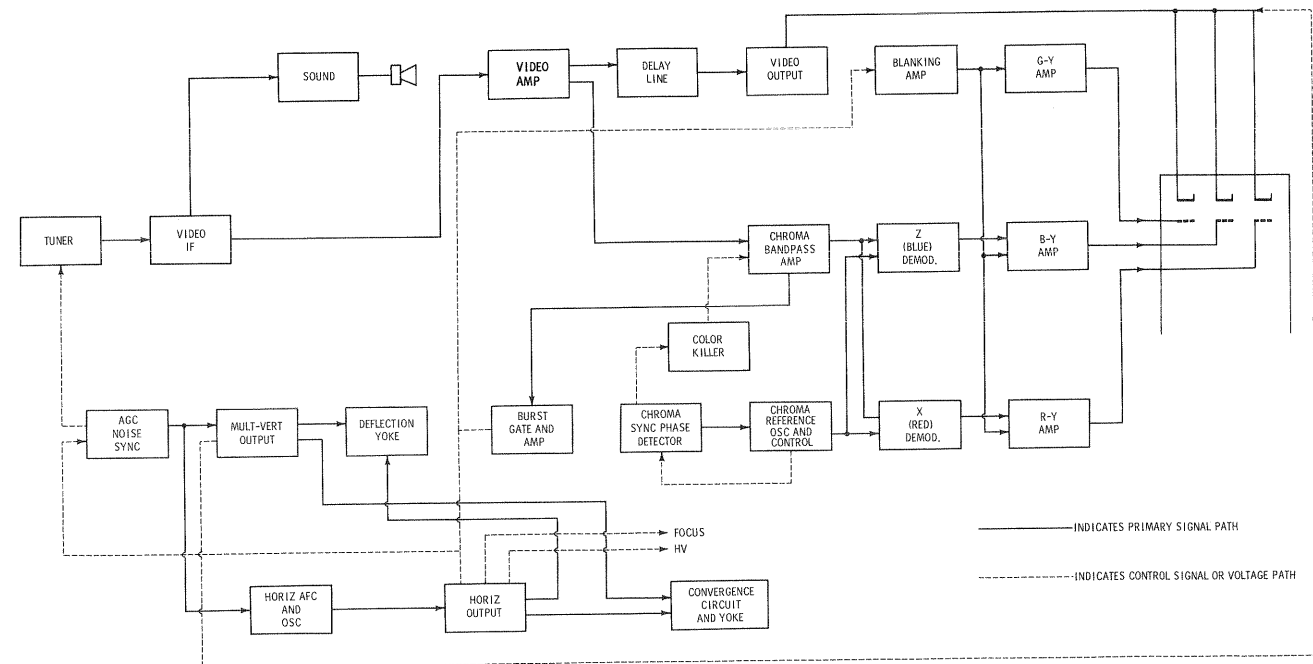 SOUND
VIDEO
AMP
DELAY
LINE
VIDEO
OUTPUT
BLANKING
AMP
G-Y
AMP
TUNER
VIDEO
IF
CHROMA
BANDPASS
AMP
Z
(BLUE)
DEMOD.
B-Y
AMP
COLOR
KILLER
AGC
NOISE
SYNC
MULT-VERT
OUTPUT
DEFLECTION
YOKE
BURST
GATE AND
AMP
CHROMA
SYNC PHASE
DETECTOR
CHROMA
REFERENCE
OSC AND
CONTROL
X
(RED)
DEMOD.
R-Y
AMP
FOCUS
HV
INDICATES PRIMARY SIGNAL PATH
INDICATES CONTROL SIGNAL OR VOLTAGE PATH
HORIZ AFC
AND
OSC
HORIZ
OUTPUT
CONVERGENCE
CIRCUIT
AND YOKE